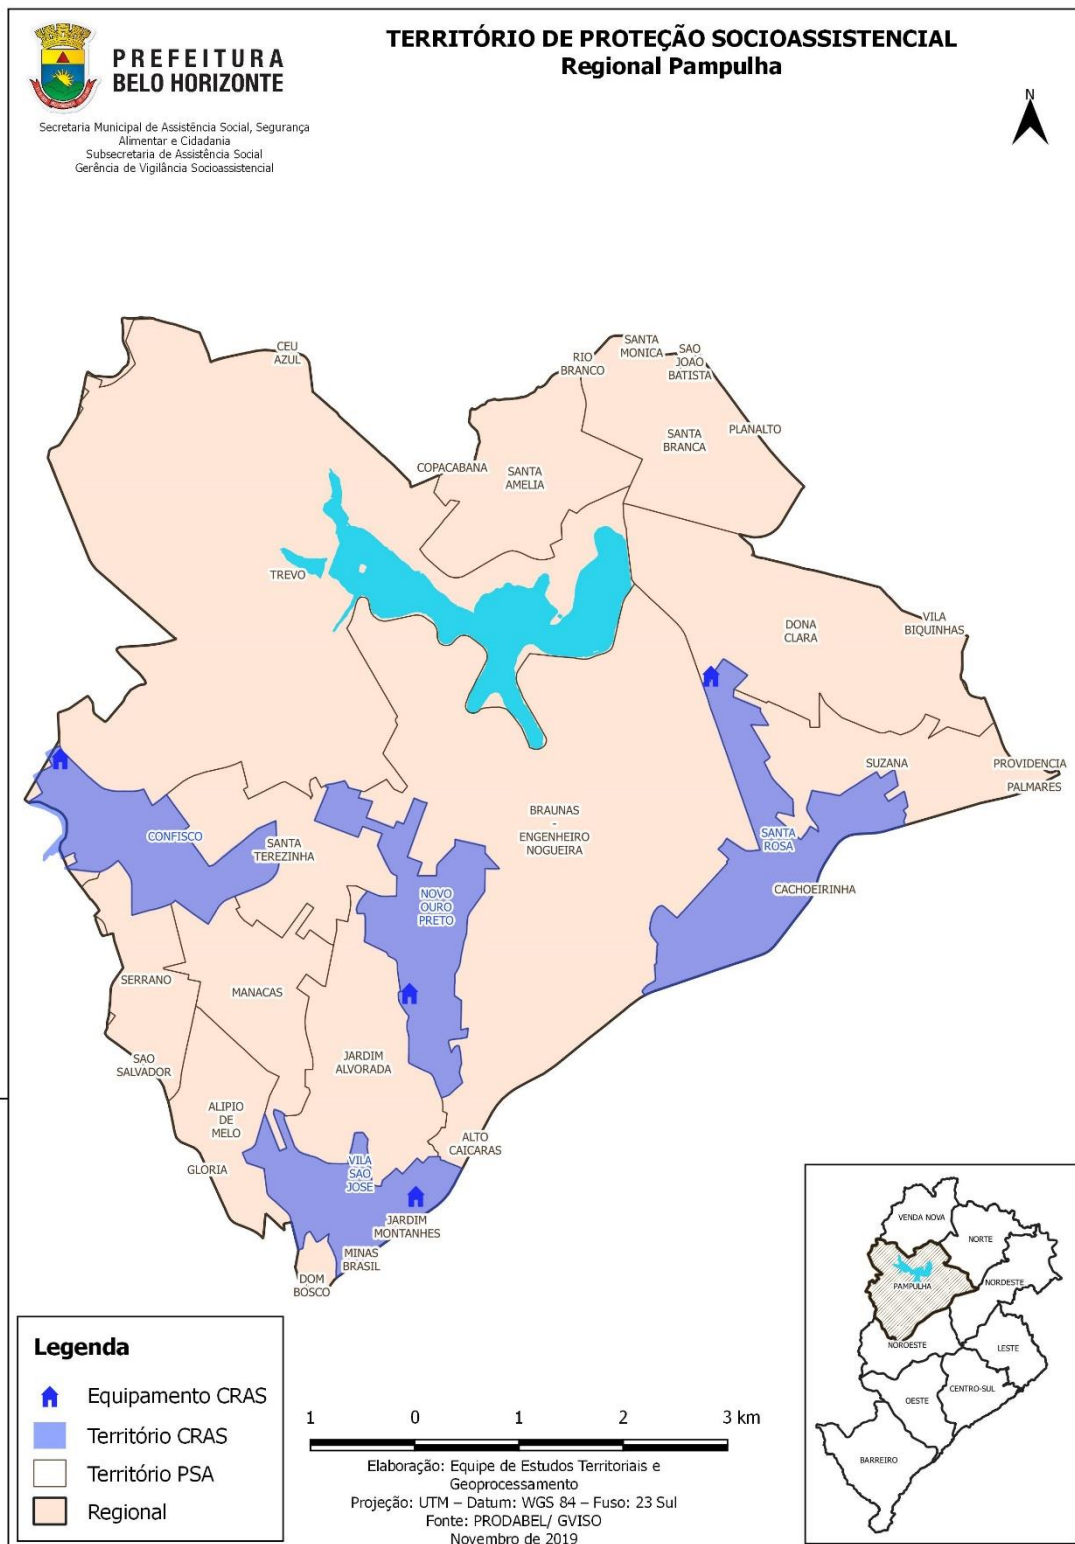 PREFEITURA
BELO HORIZONTE
Secretaria Municipal de Assistência Social, Segurança
Alimentar e Cidadania
Subsecretaria de Assistência Social
Gerência de Vigilância Socioassistencial
TERRITÓRIO DE PROTEÇÃO SOCIOASSISTENCIAL
Regional Pampulha
N
CEU
AZUL
SANTA
MONICA
RIO
BRANCO
SAO
JOAO
BATISTA
PLANALTO
SANTA
BRANCA
COPACABANA
SANTA
AMELIA
TREVO
DONA
CLARA
VILA
BIQUINHAS
SUZANA
PROVIDENCIA
PALMARES
BRAUNAS
-
ENGENHEIRO
NOGUEIRA
CONFISCO
SANTA
TEREZINHA
SANTA
ROSA
NOVO
OURO
PRETO
CACHOEIRINHA
SERRANO
MANACAS
SAO
SALVADOR
JARDIM
ALVORADA
ALIPIO
DE
MELO
ALTO
CAICARAS
GLORIA
VILA
SAO
JOSE
JARDIM
MONTANHES
MINAS
BRASIL
DOM
BOSCO
Legenda
Equipamento CRAS
Território CRAS
Território PSA
Regional
1 0 1 2 3 km
Elaboração: Equipe de Estudos Territoriais e
Geoprocessamento
Projeção: UTM – Datum: WGS 84 – Fuso: 23 Sul
Fonte: PRODABEL/ GVISO
Novembro de 2019
VENDA NOVA
NORTE
PAMPULHA
NORDESTE
NOROESTE
LESTE
CENTRO-SUL
OESTE
BARREIRO